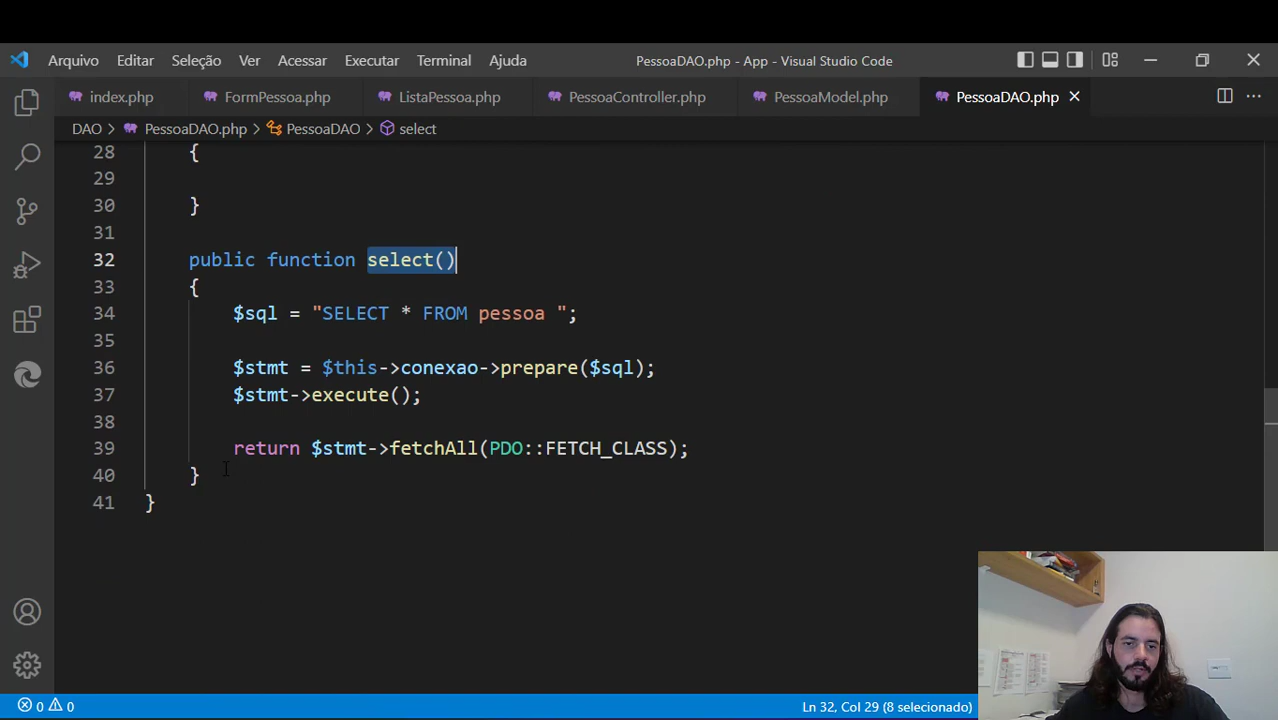 Arquivo Editar Seleção Ver Acessar Executar Terminal Ajuda PessoaDAO.php - App - Visual Studio Code
index.php FormPessoa.php ListaPessoa.php PessoaController.php PessoaModel.php PessoaDAO.php
DAO > PessoaDAO.php > PessoaDAO > select
28 {
29
30 }
31
32 public function select()
33 {
34 $sql = "SELECT * FROM pessoa ";
35
36 $stmt = $this->conexao->prepare($sql);
37 $stmt->execute();
38
39 return $stmt->fetchAll(PDO::FETCH_CLASS);
40 }
41 }
0 0 Ln 32, Col 29 (8 selecionado)